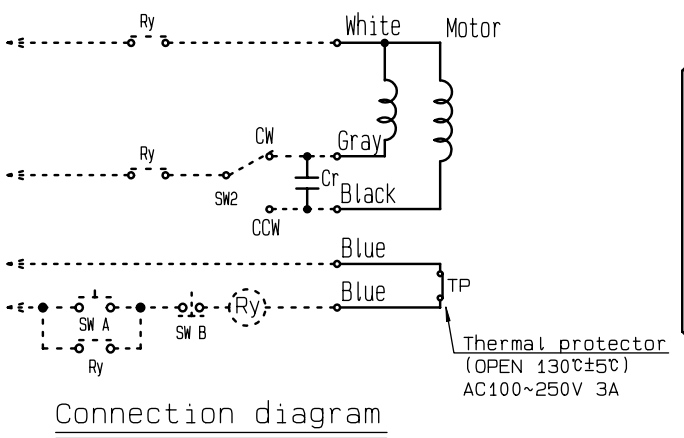 Ry
White
Motor
Ry
CW
Gray
SW2
Cr
Black
CCW
Blue
Blue
TP
SW A
SW B
Ry
Ry
Thermal protector
(OPEN 130℃±5℃)
AC100~250V 3A
Connection diagram